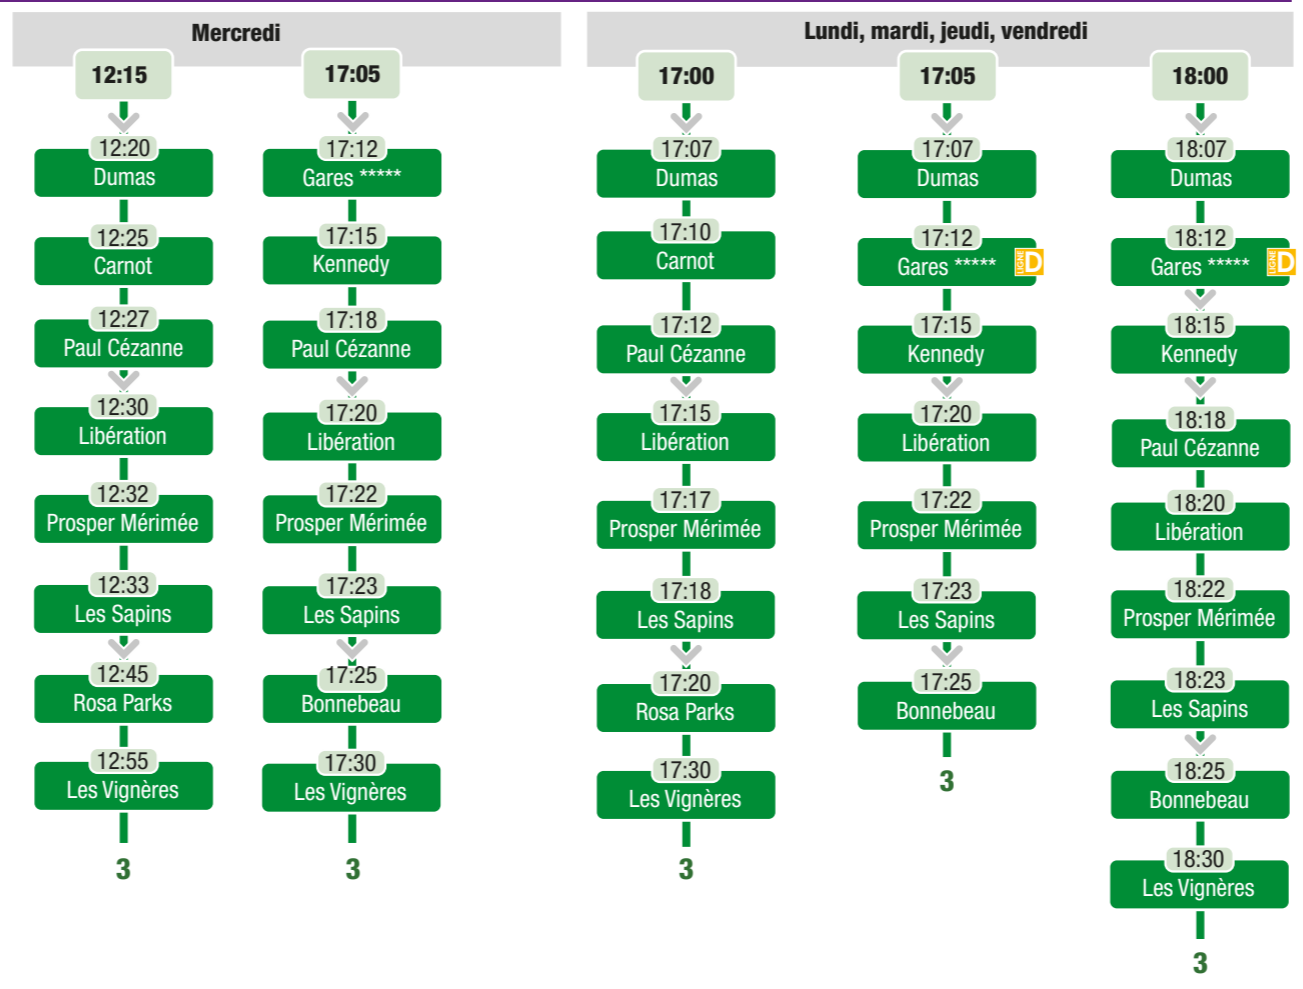 Mercredi
12:15
12:20
Dumas
12:25
Carnot
12:27
Paul Cézanne
12:30
Libération
12:32
Prosper Mérimée
12:33
Les Sapins
12:45
Rosa Parks
12:55
Les Vignères
3
17:05
17:12
Gares *****
17:15
Kennedy
17:18
Paul Cézanne
17:20
Libération
17:22
Prosper Mérimée
17:23
Les Sapins
17:25
Bonnebeau
17:30
Les Vignères
3
Lundi, mardi, jeudi, vendredi
17:00
17:07
Dumas
17:10
Carnot
17:12
Paul Cézanne
17:15
Libération
17:17
Prosper Mérimée
17:18
Les Sapins
17:20
Rosa Parks
17:30
Les Vignères
3
17:05
17:07
Dumas
17:12
Gares *****
LIGNE D
17:15
Kennedy
17:20
Libération
17:22
Prosper Mérimée
17:23
Les Sapins
17:25
Bonnebeau
3
18:00
18:07
Dumas
18:12
Gares *****
LIGNE D
18:15
Kennedy
18:18
Paul Cézanne
18:20
Libération
18:22
Prosper Mérimée
18:23
Les Sapins
18:25
Bonnebeau
18:30
Les Vignères
3